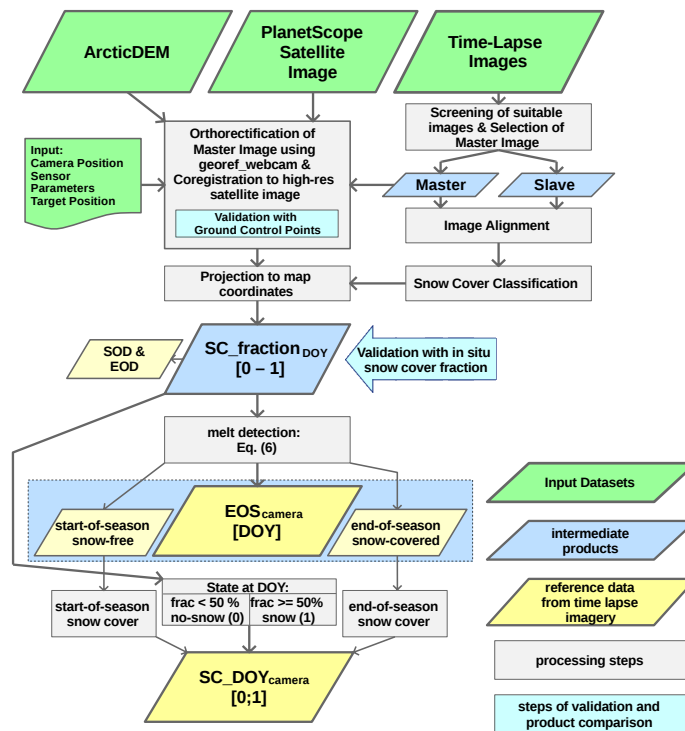 ArcticDEM
PlanetScope
Satellite
Image
Time-Lapse
Images
Screening of suitable
images & Selection of
Master Image
Orthorectification of
Master Image using
georef_webcam &
Coregistration to high-res
satellite image
Validation with
Ground Control Points
Input:
Camera Position
Sensor
Parameters
Target Position
Master
Slave
Image Alignment
Projection to map
coordinates
Snow Cover Classification
SOD &
EOD
SC_fraction DOY
[0 – 1]
Validation with in situ
snow cover fraction
melt detection:
Eq. (6)
start-of-season
snow-free
EOS camera
[DOY]
end-of-season
snow-covered
start-of-season
snow cover
State at DOY:
frac < 50 % frac >= 50%
no-snow (0) snow (1)
end-of-season
snow cover
SC_DOY camera
[0;1]
Input Datasets
intermediate
products
reference data
from time lapse
imagery
processing steps
steps of validation and
product comparison